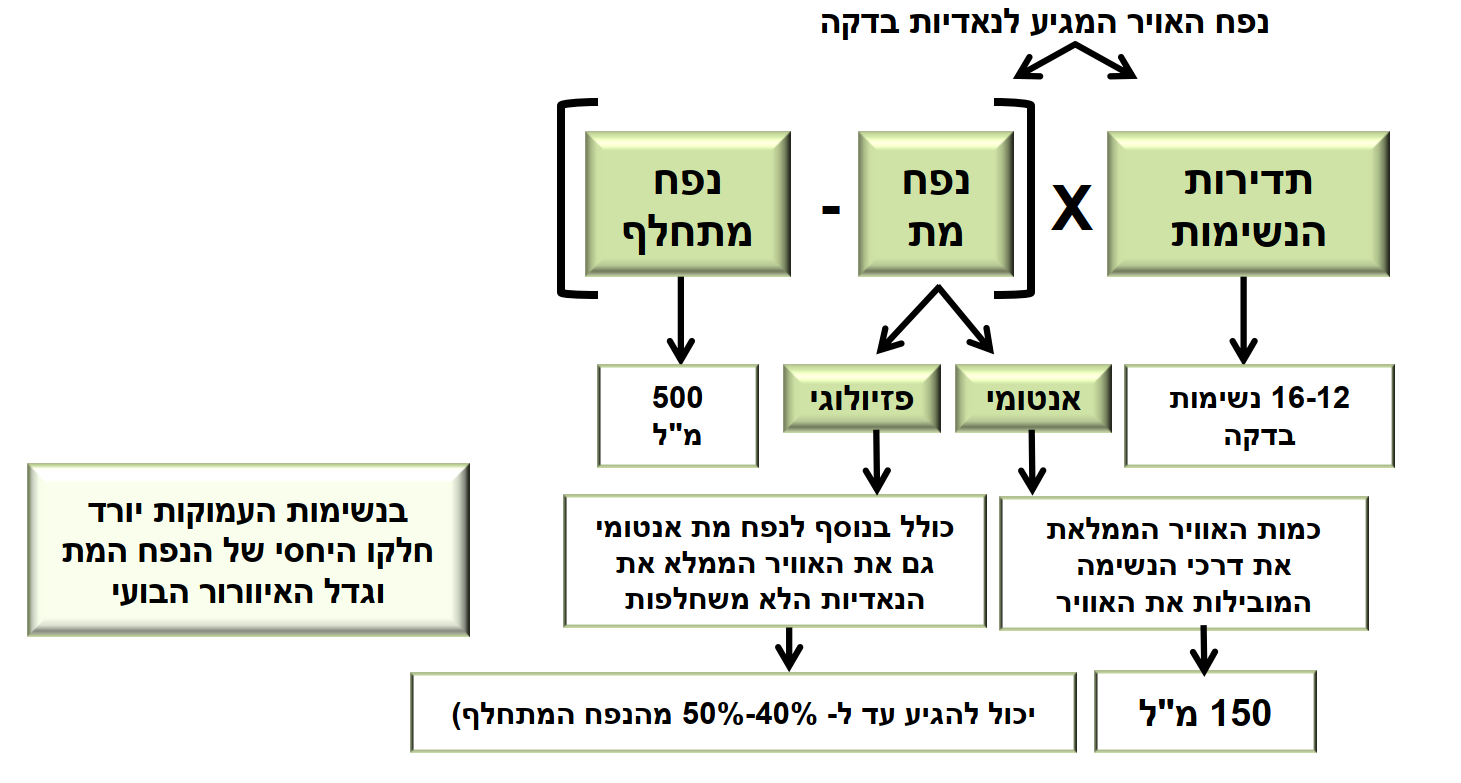 נפח האויר המגיע לנאדיות בדקה
תדירות
הנשימות
X
נפח
מת
-
נפח
מתחלף
16-12 נשימות
בדקה
אנטומי
פזיולוגי
500
מ"ל
כמות האוויר הממלאת
את דרכי הנשימה
המובילות את האוויר
כולל בנוסף לנפח מת אנטומי
גם את האוויר הממלא את
הנאדיות הלא משחלפות
בנשימות העמוקות יורד
חלקו היחסי של הנפח המת
וגדל האיוורור הבועי
150 מ"ל
יכול להגיע עד ל- 50%-40% מהנפח המתחלף)